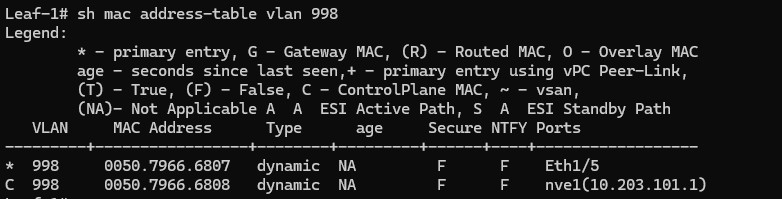 Leaf-1# sh mac address-table vlan 998
Legend:
        * - primary entry, G - Gateway MAC, (R) - Routed MAC, O - Overlay MAC
        age - seconds since last seen,+ - primary entry using vPC Peer-Link,
        (T) - True, (F) - False, C - ControlPlane MAC, ~ - vsan,
        (NA)- Not Applicable A  A  ESI Active Path, S  A  ESI Standby Path
   VLAN     MAC Address      Type      age     Secure NTFY Ports
---------+-----------------+--------+---------+------+----+------------------
*  998     0050.7966.6807   dynamic  NA         F      F    Eth1/5
C  998     0050.7966.6808   dynamic  NA         F      F    nve1(10.203.101.1)